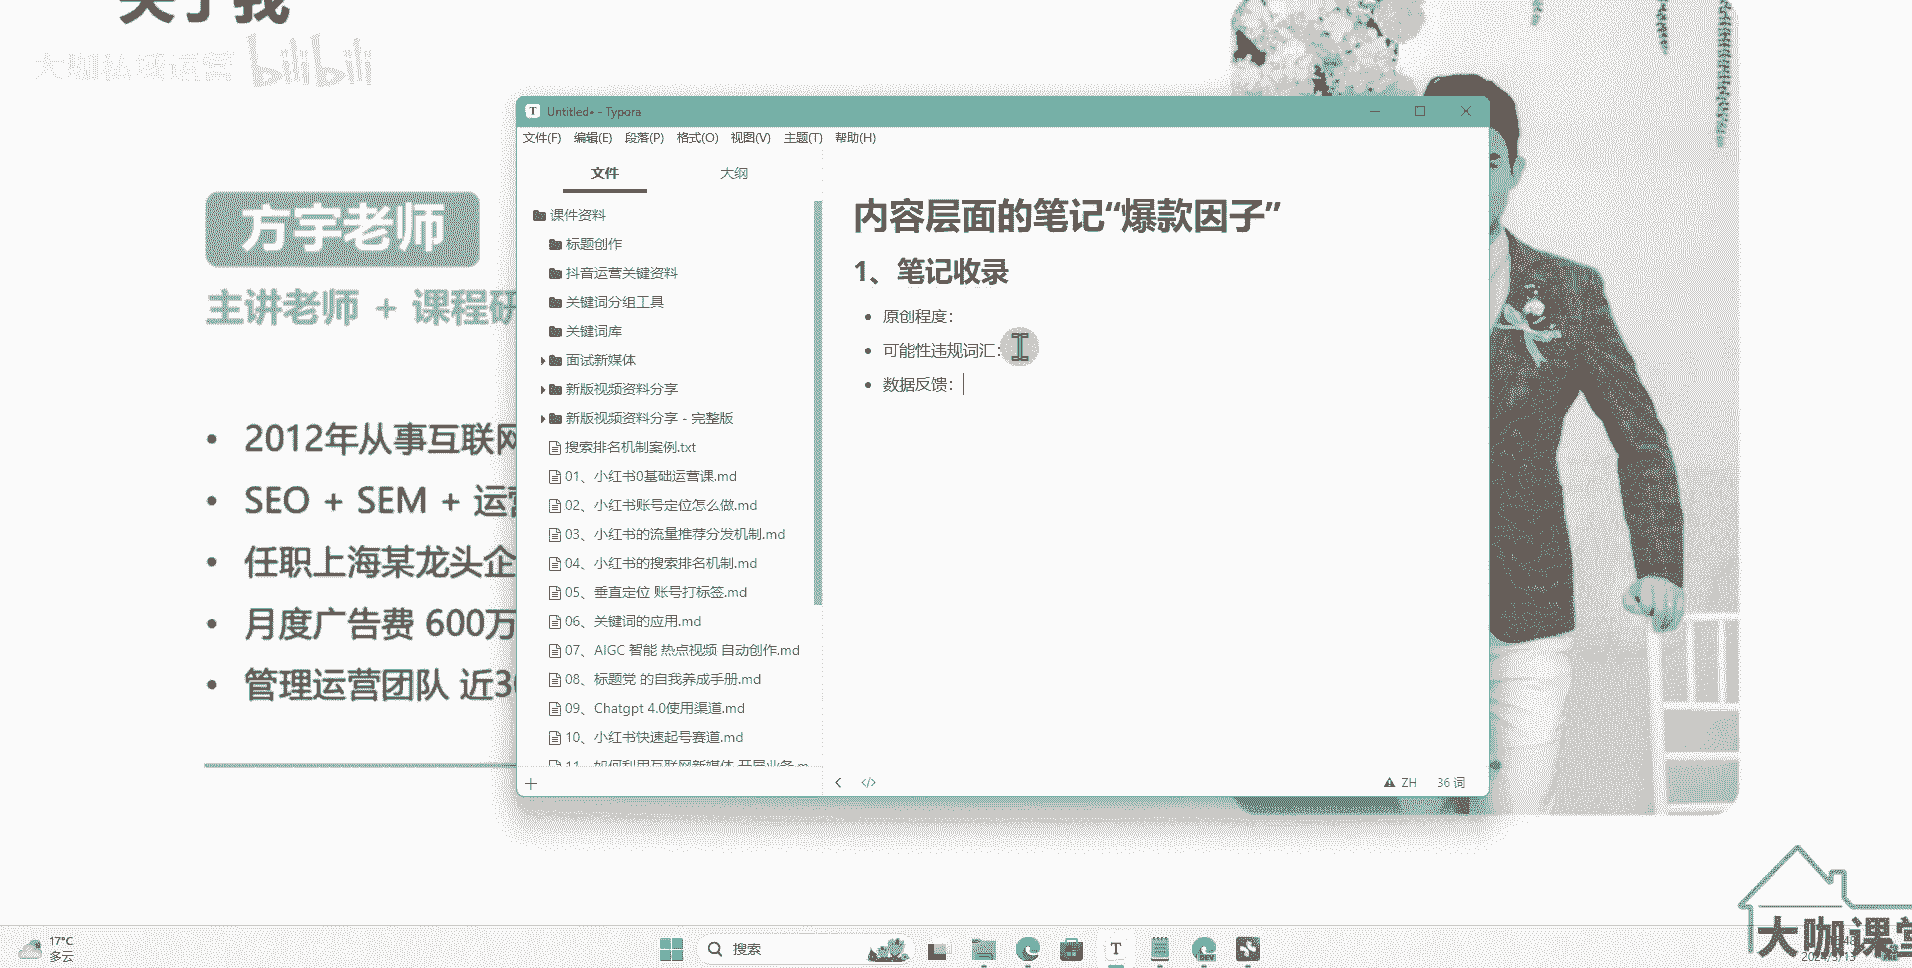 关于我
大咖私域运营 bilibili
方宇老师
主讲老师 + 课程研
2012年从事互联网
SEO + SEM + 运营
任职上海某龙头企
月度广告费 600万
管理运营团队 近30
Untitled• - Typora
文件(F) 编辑(E) 段落(P) 格式(O) 视图(V) 主题(T) 帮助(H)
文件 大纲
课件资料
标题创作
抖音运营关键资料
关键词分组工具
关键词库
面试新媒体
新版视频资料分享
新版视频资料分享 - 完整版
搜索排名机制案例.txt
01、小红书0基础运营课.md
02、小红书账号定位怎么做.md
03、小红书的流量推荐分发机制.md
04、小红书的搜索排名机制.md
05、垂直定位 账号打标签.md
06、关键词的应用.md
07、AIGC 智能 热点视频 自动创作.md
08、标题党 的自我养成手册.md
09、Chatgpt 4.0使用渠道.md
10、小红书快速起号赛道.md
11、如何利用互联网新媒体 开展业务.m
内容层面的笔记“爆款因子”
1、笔记收录
原创程度：
可能性违规词汇：
数据反馈：
ZH 36 词
17°C
多云
搜索
DEV
大咖课堂